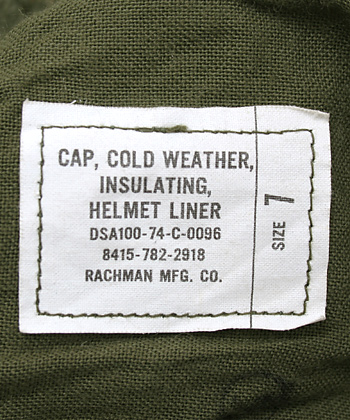 CAP, COLD WEATHER,
INSULATING,
HELMET LINER
DSA100-74-C-0096
8415-782-2918
RACHMAN MFG. CO.
SIZE 7